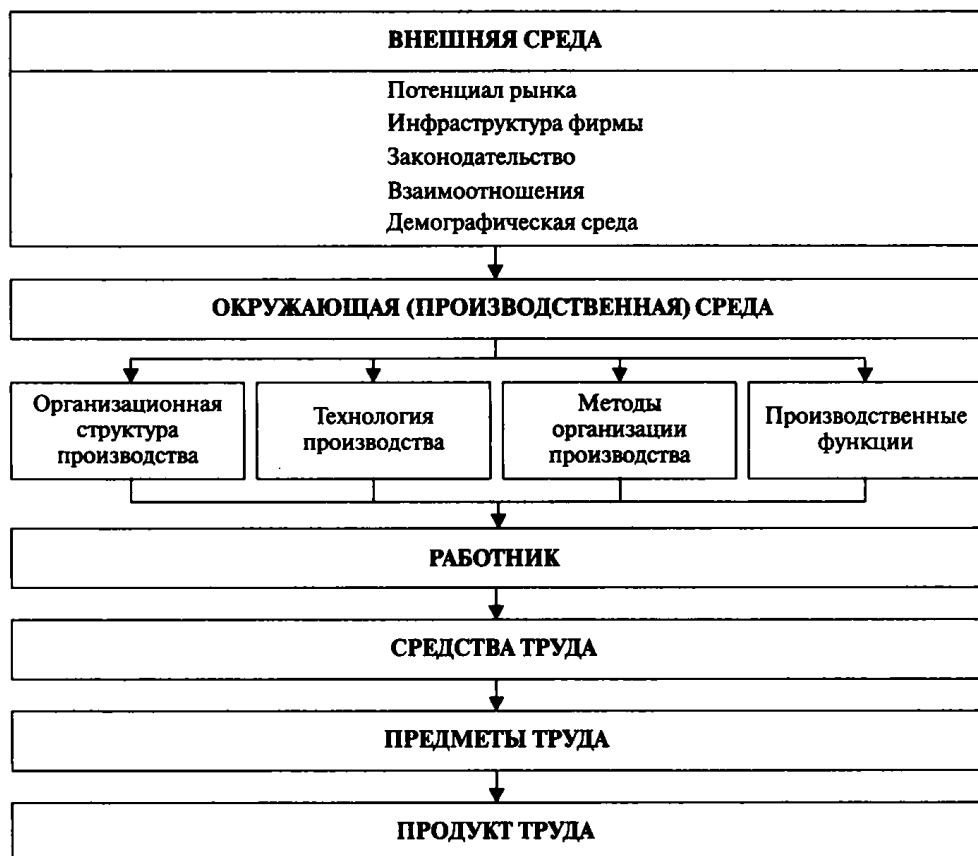 ВНЕШНЯЯ СРЕДА
Потенциал рынка
Инфраструктура фирмы
Законодательство
Взаимоотношения
Демографическая среда
ОКРУЖАЮЩАЯ (ПРОИЗВОДСТВЕННАЯ) СРЕДА
Организационная
структура
производства
Технология
производства
Методы
организации
производства
Производственные
функции
РАБОТНИК
СРЕДСТВА ТРУДА
ПРЕДМЕТЫ ТРУДА
ПРОДУКТ ТРУДА